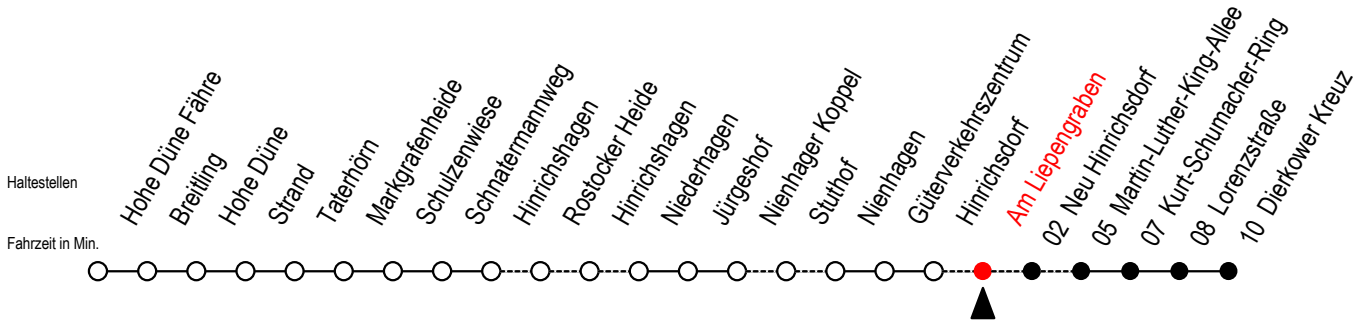 Haltestellen
Hohe Düne Fähre
Breitling
Hohe Düne
Strand
Taterhörn
Markgrafenheide
Schulzenwiese
Schnatermannweg
Hinrichshagen
Rostocker Heide
Hinrichshagen
Niederhagen
Jürgeshof
Nienhager Koppel
Stuthof
Nienhagen
Güterverkehrszentrum
Hinrichsdorf
Am Liepengraben
02 Neu Hinrichsdorf
05 Martin-Luther-King-Allee
07 Kurt-Schumacher-Ring
08 Lorenzstraße
10 Dierkower Kreuz
Fahrzeit in Min.